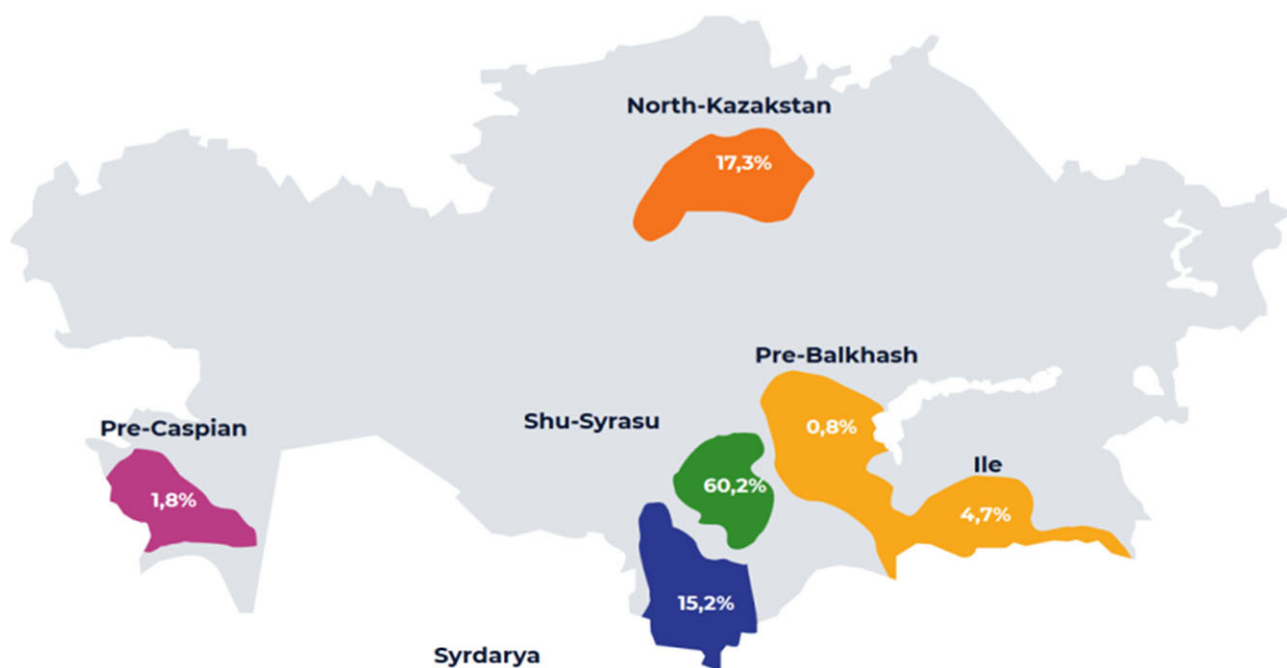 North-Kazakstan
17,3%
Pre-Balkhash
Shu-Syrasu
Pre-Caspian
0,8%
Ile
60,2%
1,8%
4,7%
15,2%
Syrdarya